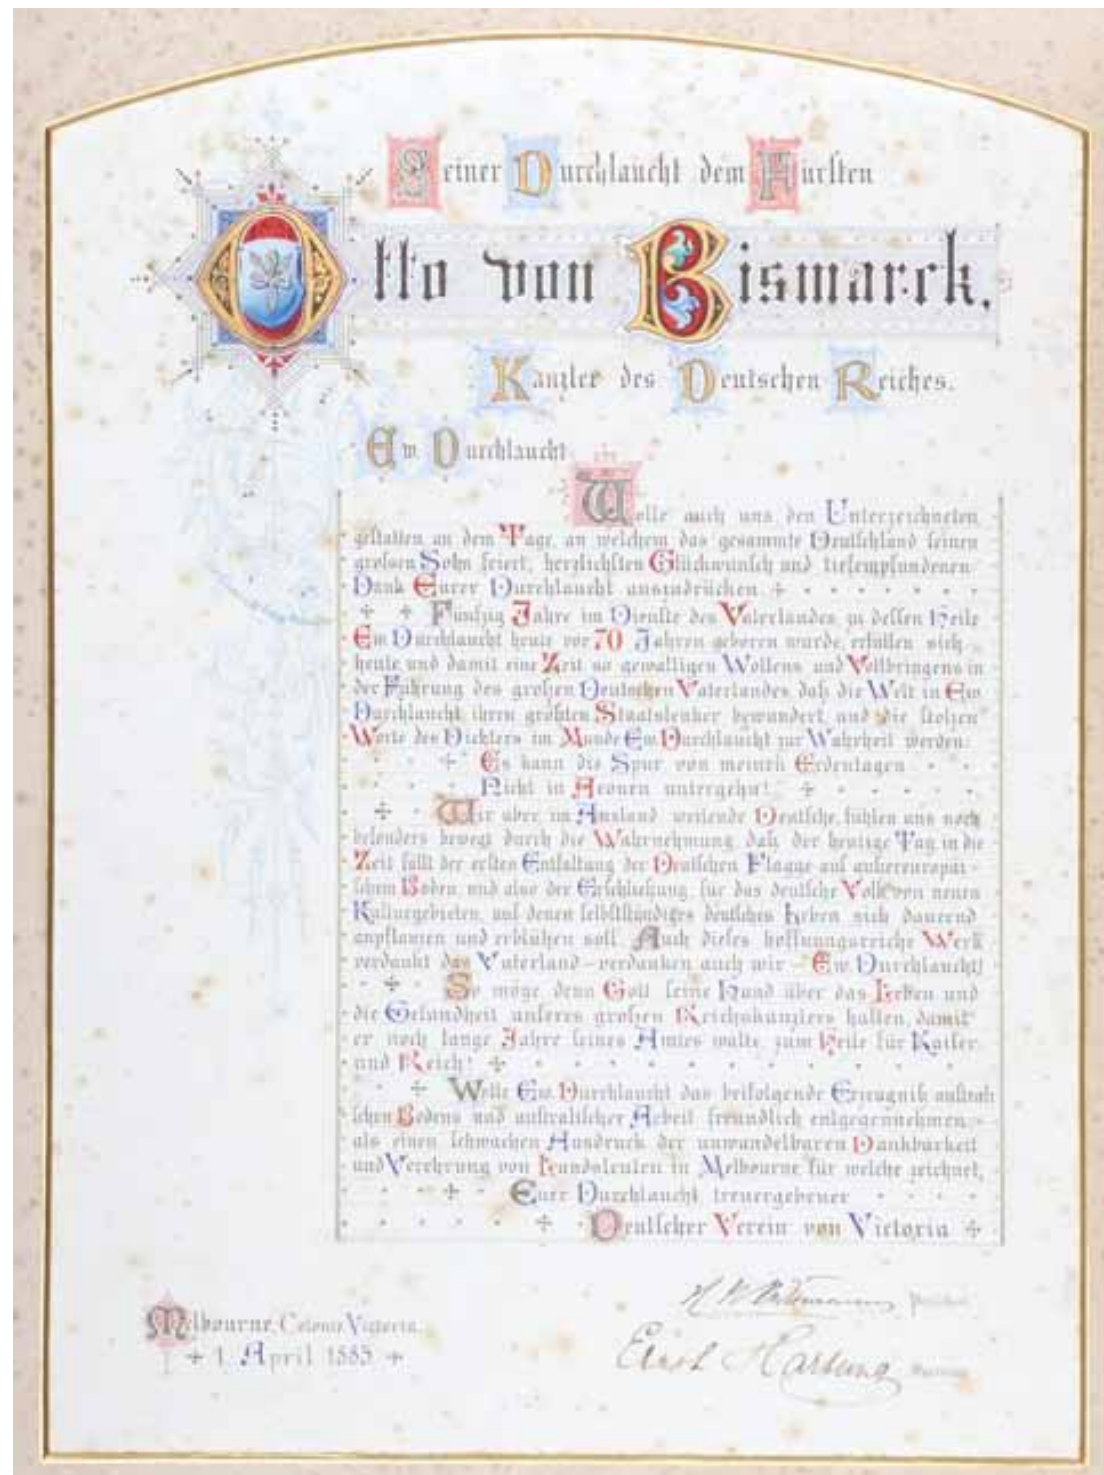 Seiner Durchlaucht dem Fürsten
Otto von Bismarck.
Kanzler des Deutschen Reiches.
Ew. Durchlaucht
Wolle auch uns den Unterzeichneten,
gestatten, an dem Tage, an welchem das gesammte Deutschland seinen
grossen Sohn feiert, herzlichsten Glückwunsch und tiefempfundenen
Dank Eurer Durchlaucht auszudrücken
Fünfzig Jahre im Dienste des Vaterlandes, zu dessen Heile
Ew Durchlaucht heute vor 70 Jahren geboren wurde, erfüllen sich
heute und damit eine Zeit so gewaltigen Wollens und Vollbringens in
der Führung des großen Deutschen Vaterlandes, daß die Welt in Ew
Durchlaucht ihren größten Staatslenker bewundert, und die stolzen
Worte des Dichters im Munde Ew. Durchlaucht zur Wahrheit werden:
Es kann die Spur von meinen Erdentagen
Nicht in Aeonen untergehn!
Wir aber im Ausland weilende Deutsche, fühlen uns noch
besonders bewegt durch die Wahrnehmung, daß der heutige Tag in die
Zeit fällt der ersten Entfaltung der Deutschen Flagge auf außereuropäi-
schem Boden, und also der Erschließung, für das deutsche Volk von neuen
Kulturgebieten, auf denen selbstständiges deutsches Leben sich dauernd
anpflanzen und erblühen soll. Auch dieses hoffnungsreiche Werk
verdankt das Vaterland – verdanken auch wir – Ew. Durchlaucht!
So möge denn Gott seine Hand über das Leben und
die Gesundheit unseres großen Reichskanzlers halten, damit
er noch lange Jahre seines Amtes walte, zum Heile für Kaiser
und Reich!
Wolle Ew. Durchlaucht das beifolgende Erzeugniß australi-
schen Bodens und australischer Arbeit freundlich entgegennehmen,
als einen schwachen Ausdruck der unwandelbaren Dankbarkeit
und Verehrung von Landsleuten in Melbourne für welche zeichnet,
Euer Durchlaucht treuergebener
Deutscher Verein von Victoria
Melbourne, Colonie Victoria.
1. April 1885
Erich Hartung